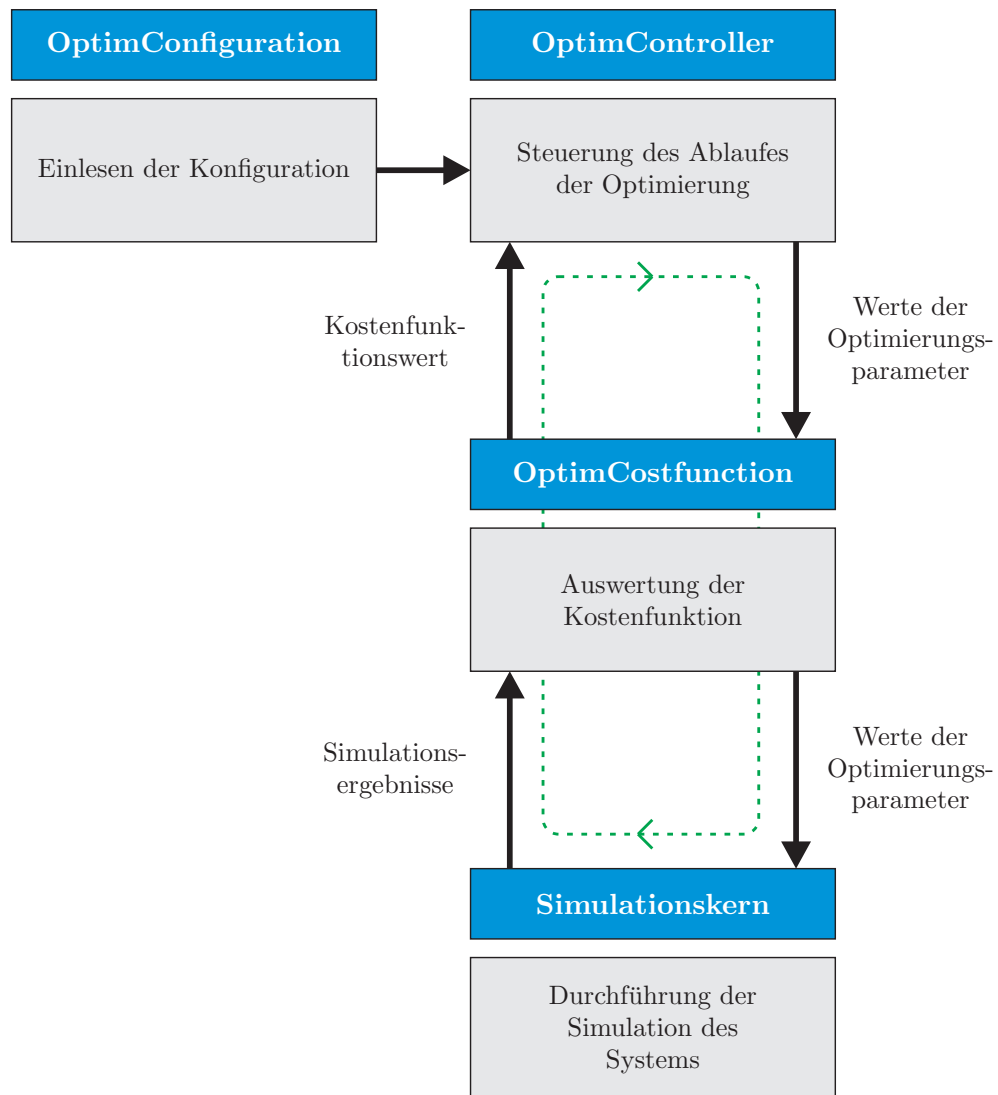 OptimConfiguration
OptimController
Einlesen der Konfiguration
Steuerung des Ablaufes
der Optimierung
Kostenfunk-
tionswert
Werte der
Optimierungs-
parameter
OptimCostfunction
Auswertung der
Kostenfunktion
Simulations-
ergebnisse
Werte der
Optimierungs-
parameter
Simulationskern
Durchführung der
Simulation des
Systems